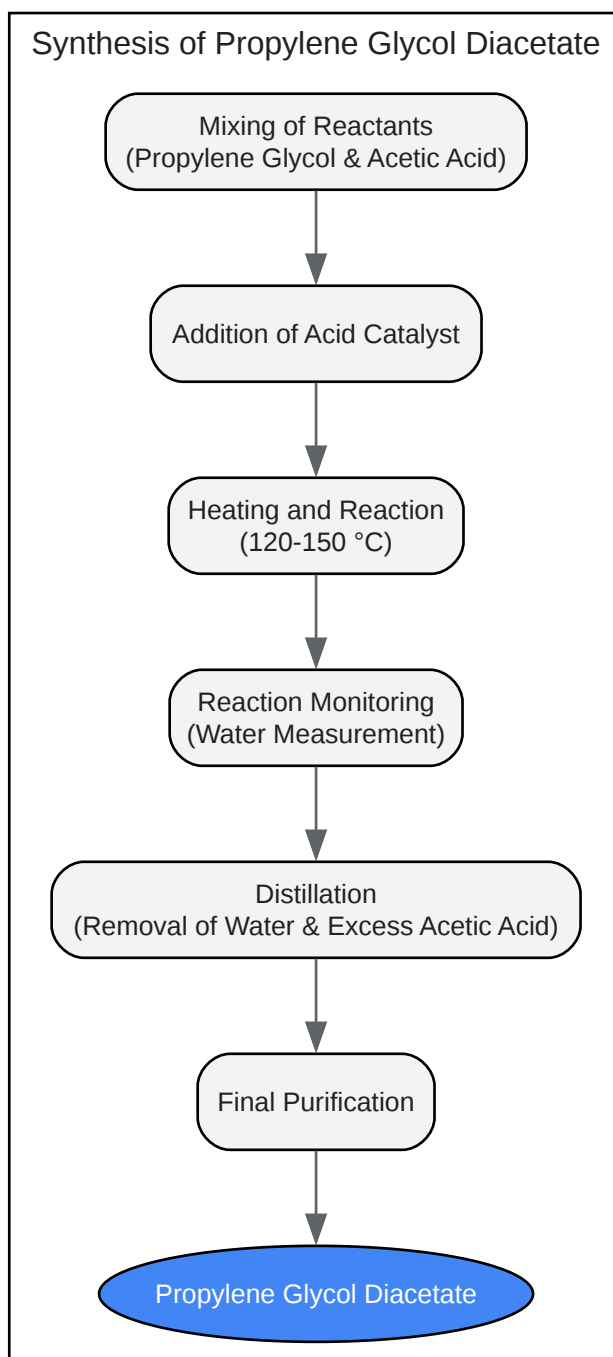 Synthesis of Propylene Glycol Diacetate
Mixing of Reactants
(Propylene Glycol & Acetic Acid)
Addition of Acid Catalyst
Heating and Reaction
(120-150 °C)
Reaction Monitoring
(Water Measurement)
Distillation
(Removal of Water & Excess Acetic Acid)
Final Purification
Propylene Glycol Diacetate